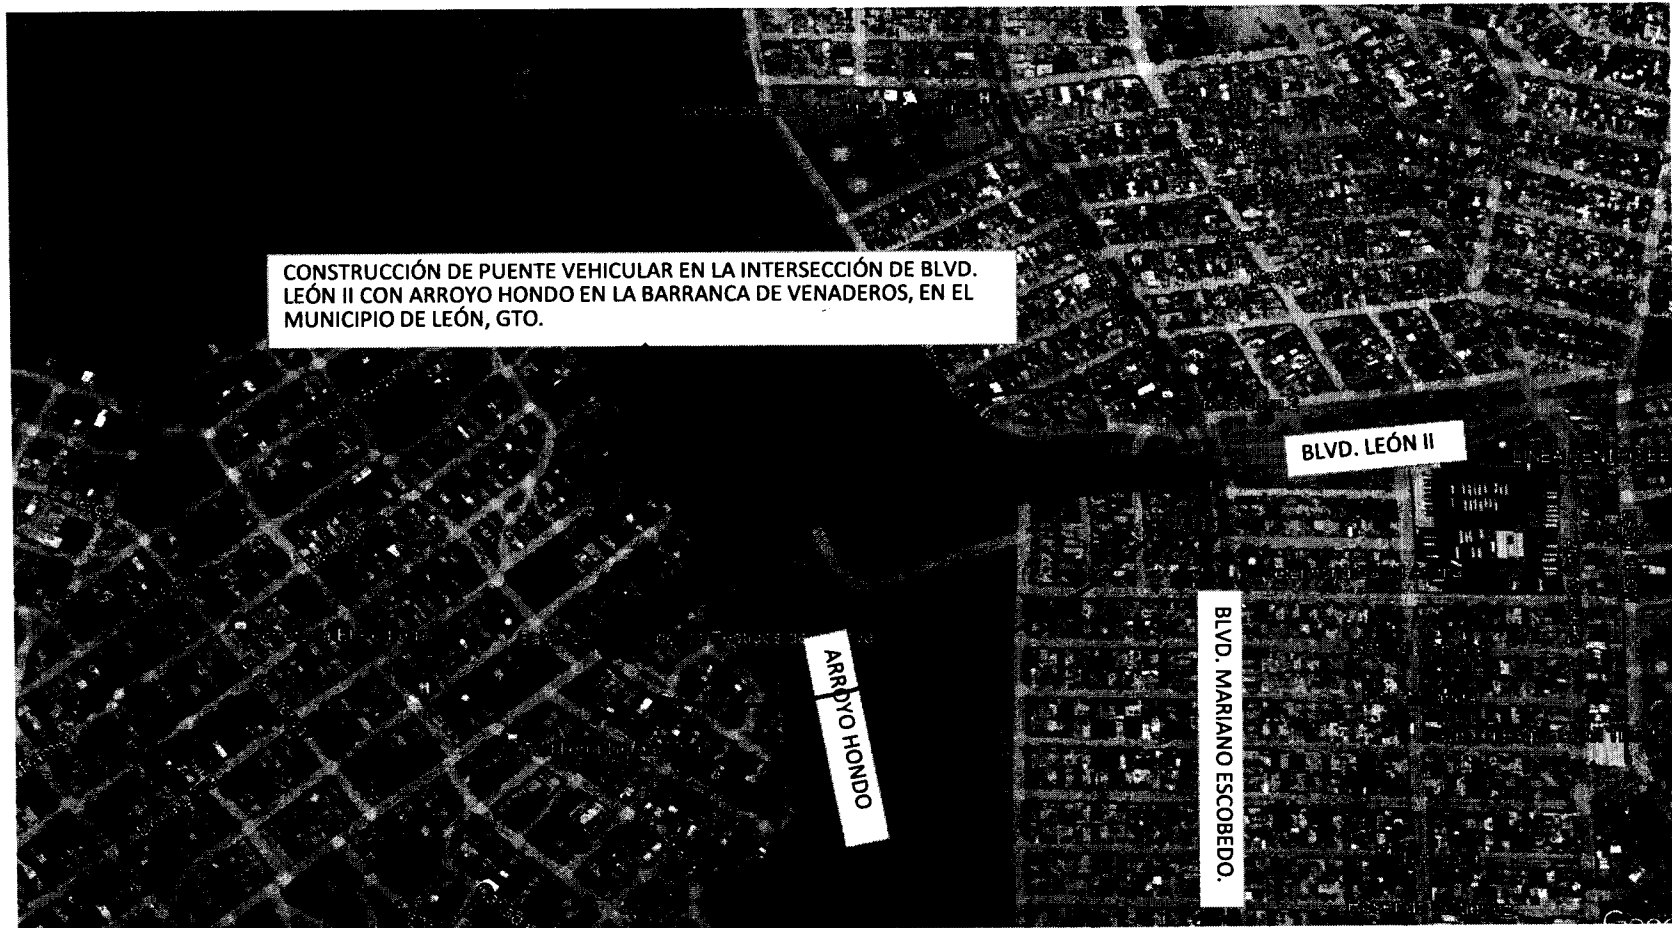 CONSTRUCCIÓN DE PUENTE VEHICULAR EN LA INTERSECCIÓN DE BLVD.
LEÓN II CON ARROYO HONDO EN LA BARRANCA DE VENADEROS, EN EL
MUNICIPIO DE LEÓN, GTO.
BLVD. LEÓN II
ARROYO HONDO
BLVD. MARIANO ESCOBEDO.